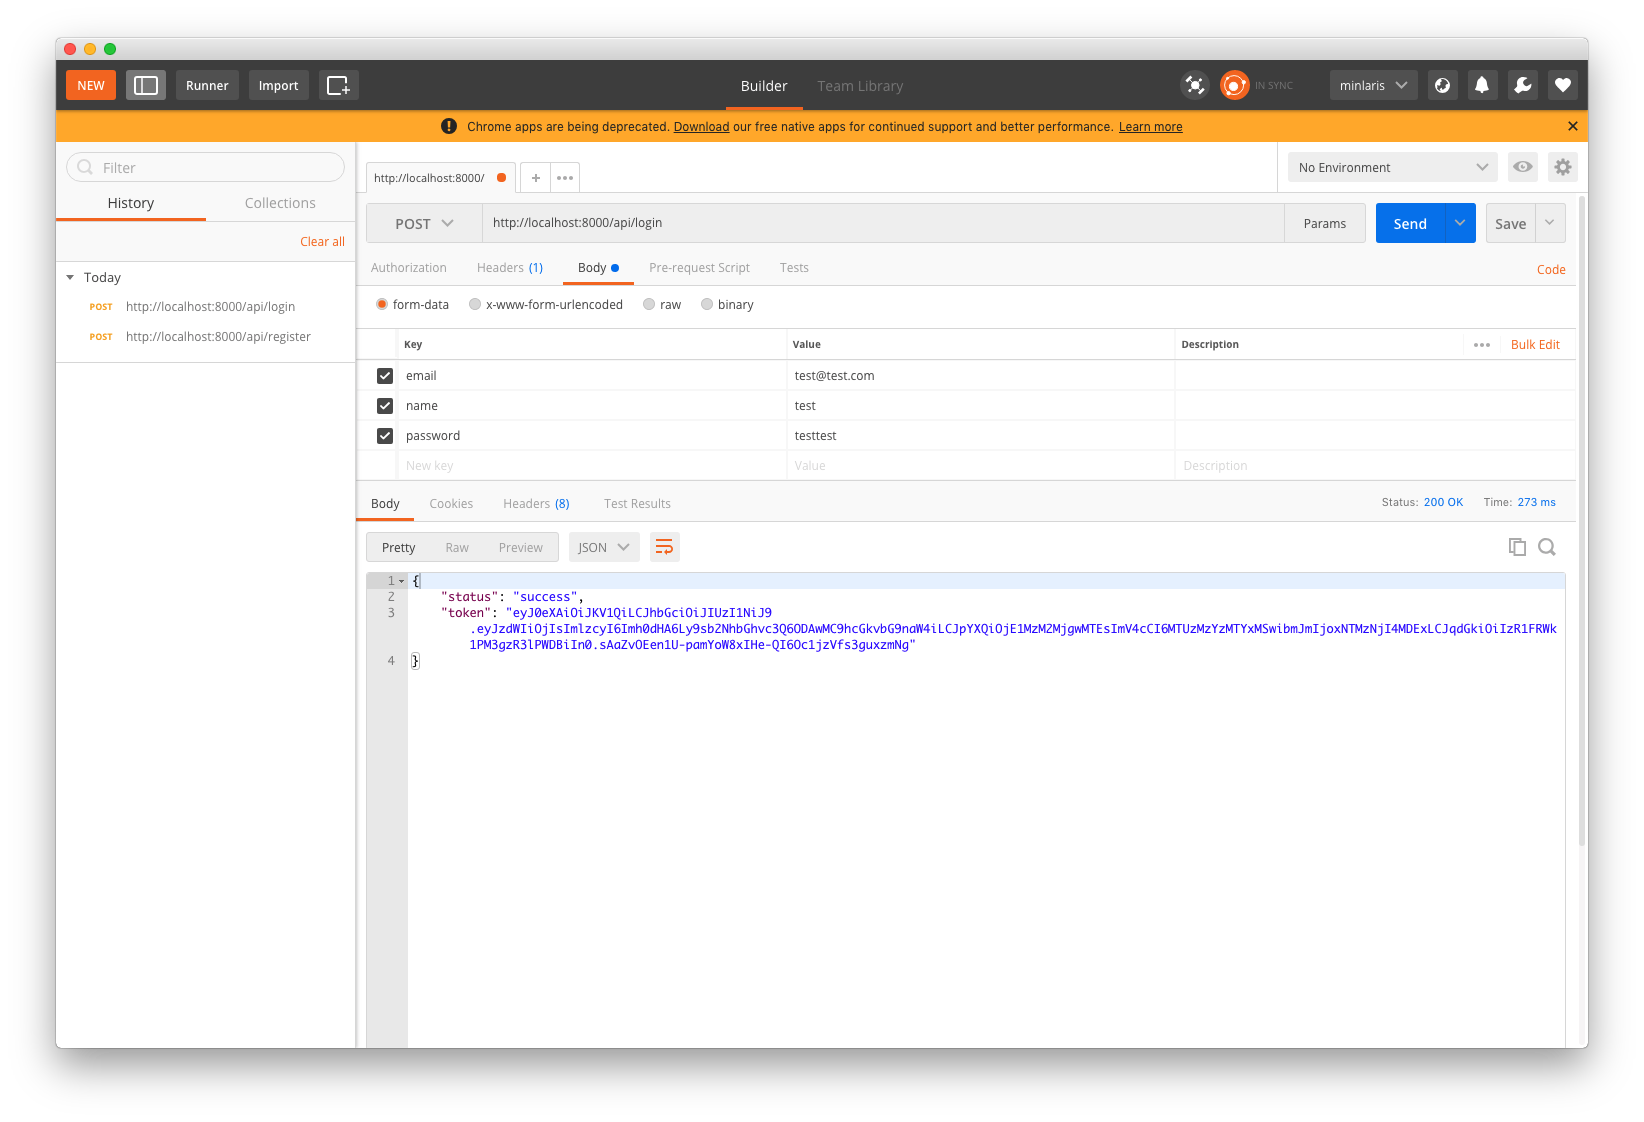 NEW
Runner
Import
Builder
Team Library
IN SYNC
minlaris
Chrome apps are being deprecated. Download our free native apps for continued support and better performance. Learn more
Filter
History
Collections
Clear all
Today
POST http://localhost:8000/api/login
POST http://localhost:8000/api/register
http://localhost:8000/
No Environment
POST
http://localhost:8000/api/login
Params
Send
Save
Authorization
Headers (1)
Body
Pre-request Script
Tests
Code
form-data
x-www-form-urlencoded
raw
binary
Key Value Description Bulk Edit
email test@test.com
name test
password testtest
New key Value Description
Body
Cookies
Headers (8)
Test Results
Status: 200 OK
Time: 273 ms
Pretty
Raw
Preview
JSON
1 {
2 "status": "success",
3 "token": "eyJ0eXAiOiJKV1QiLCJhbGciOiJIUzI1NiJ9
.eyJzdWIiOjIsImlzcyI6Imh0dHA6Ly9sb2NhbGhvc3Q6ODAwMC9hcGkvbG9naW4iLCJpYXQiOjE1MzM2MjgwMTEsImV4cCI6MTUzMzYzMTYxMSwibmJmIjoxNTMzNjI4MDExLCJqdGkiOiIzR1FRWk
1PM3gzR3lPWDBiIn0.sAaZvOEen1U-pamYoW8xIHe-QI6Oc1jzVfs3guxzmNg"
4 }